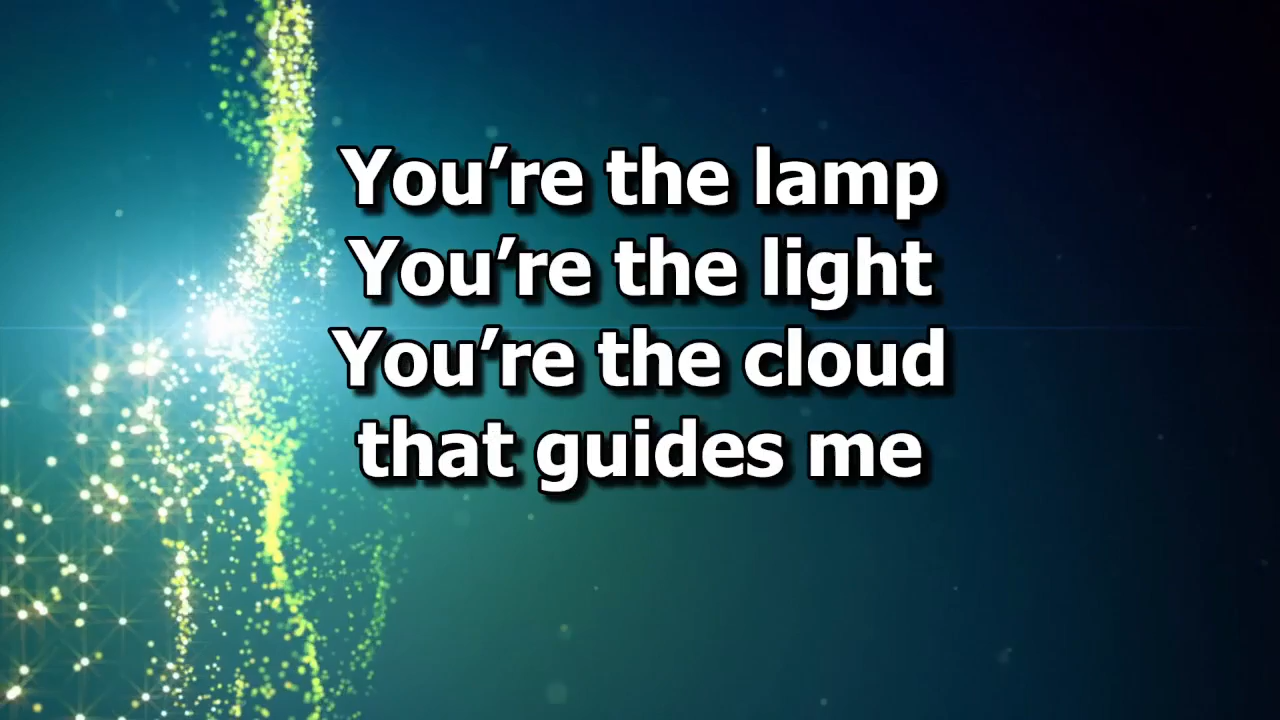 You’re the lamp
You’re the light
You’re the cloud
that guides me